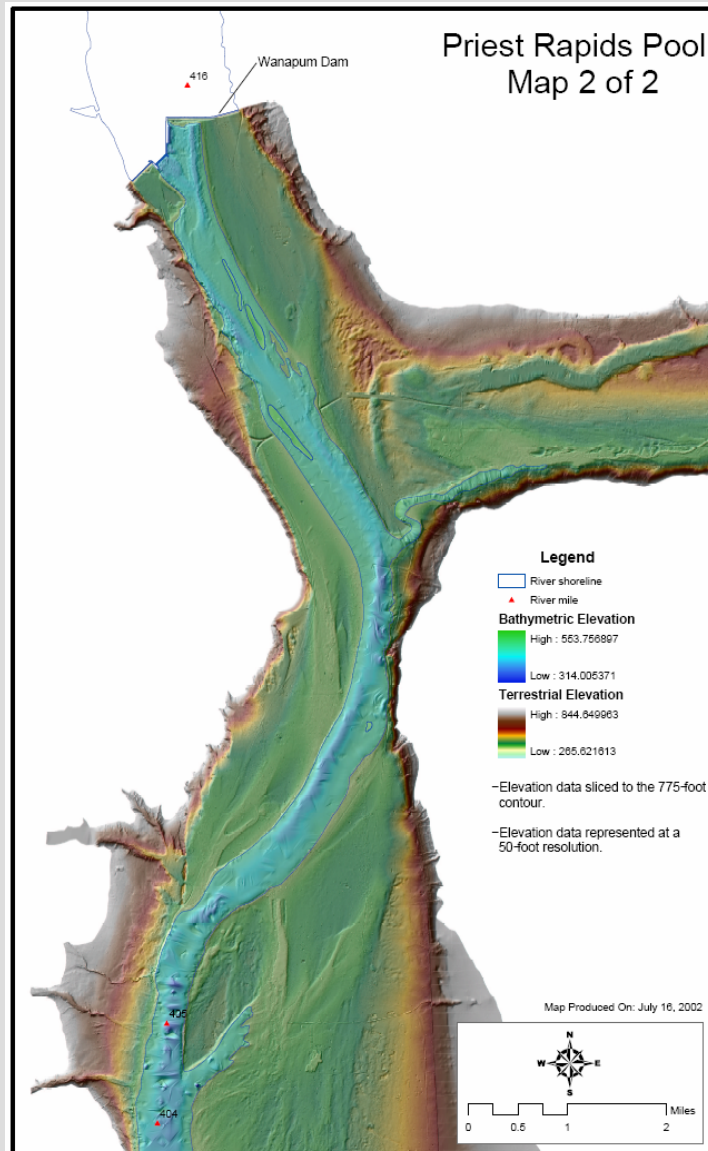 Priest Rapids Pool
Map 2 of 2
416
Wanapum Dam
Legend
River shoreline
River mile
Bathymetric Elevation
High : 553.756897
Low : 314.005371
Terrestrial Elevation
High : 844.649963
Low : 265.621613
-Elevation data sliced to the 775-foot
contour.
-Elevation data represented at a
50-foot resolution.
405
404
Map Produced On: July 16, 2002
N
W E
S
Miles
0 0.5 1 2